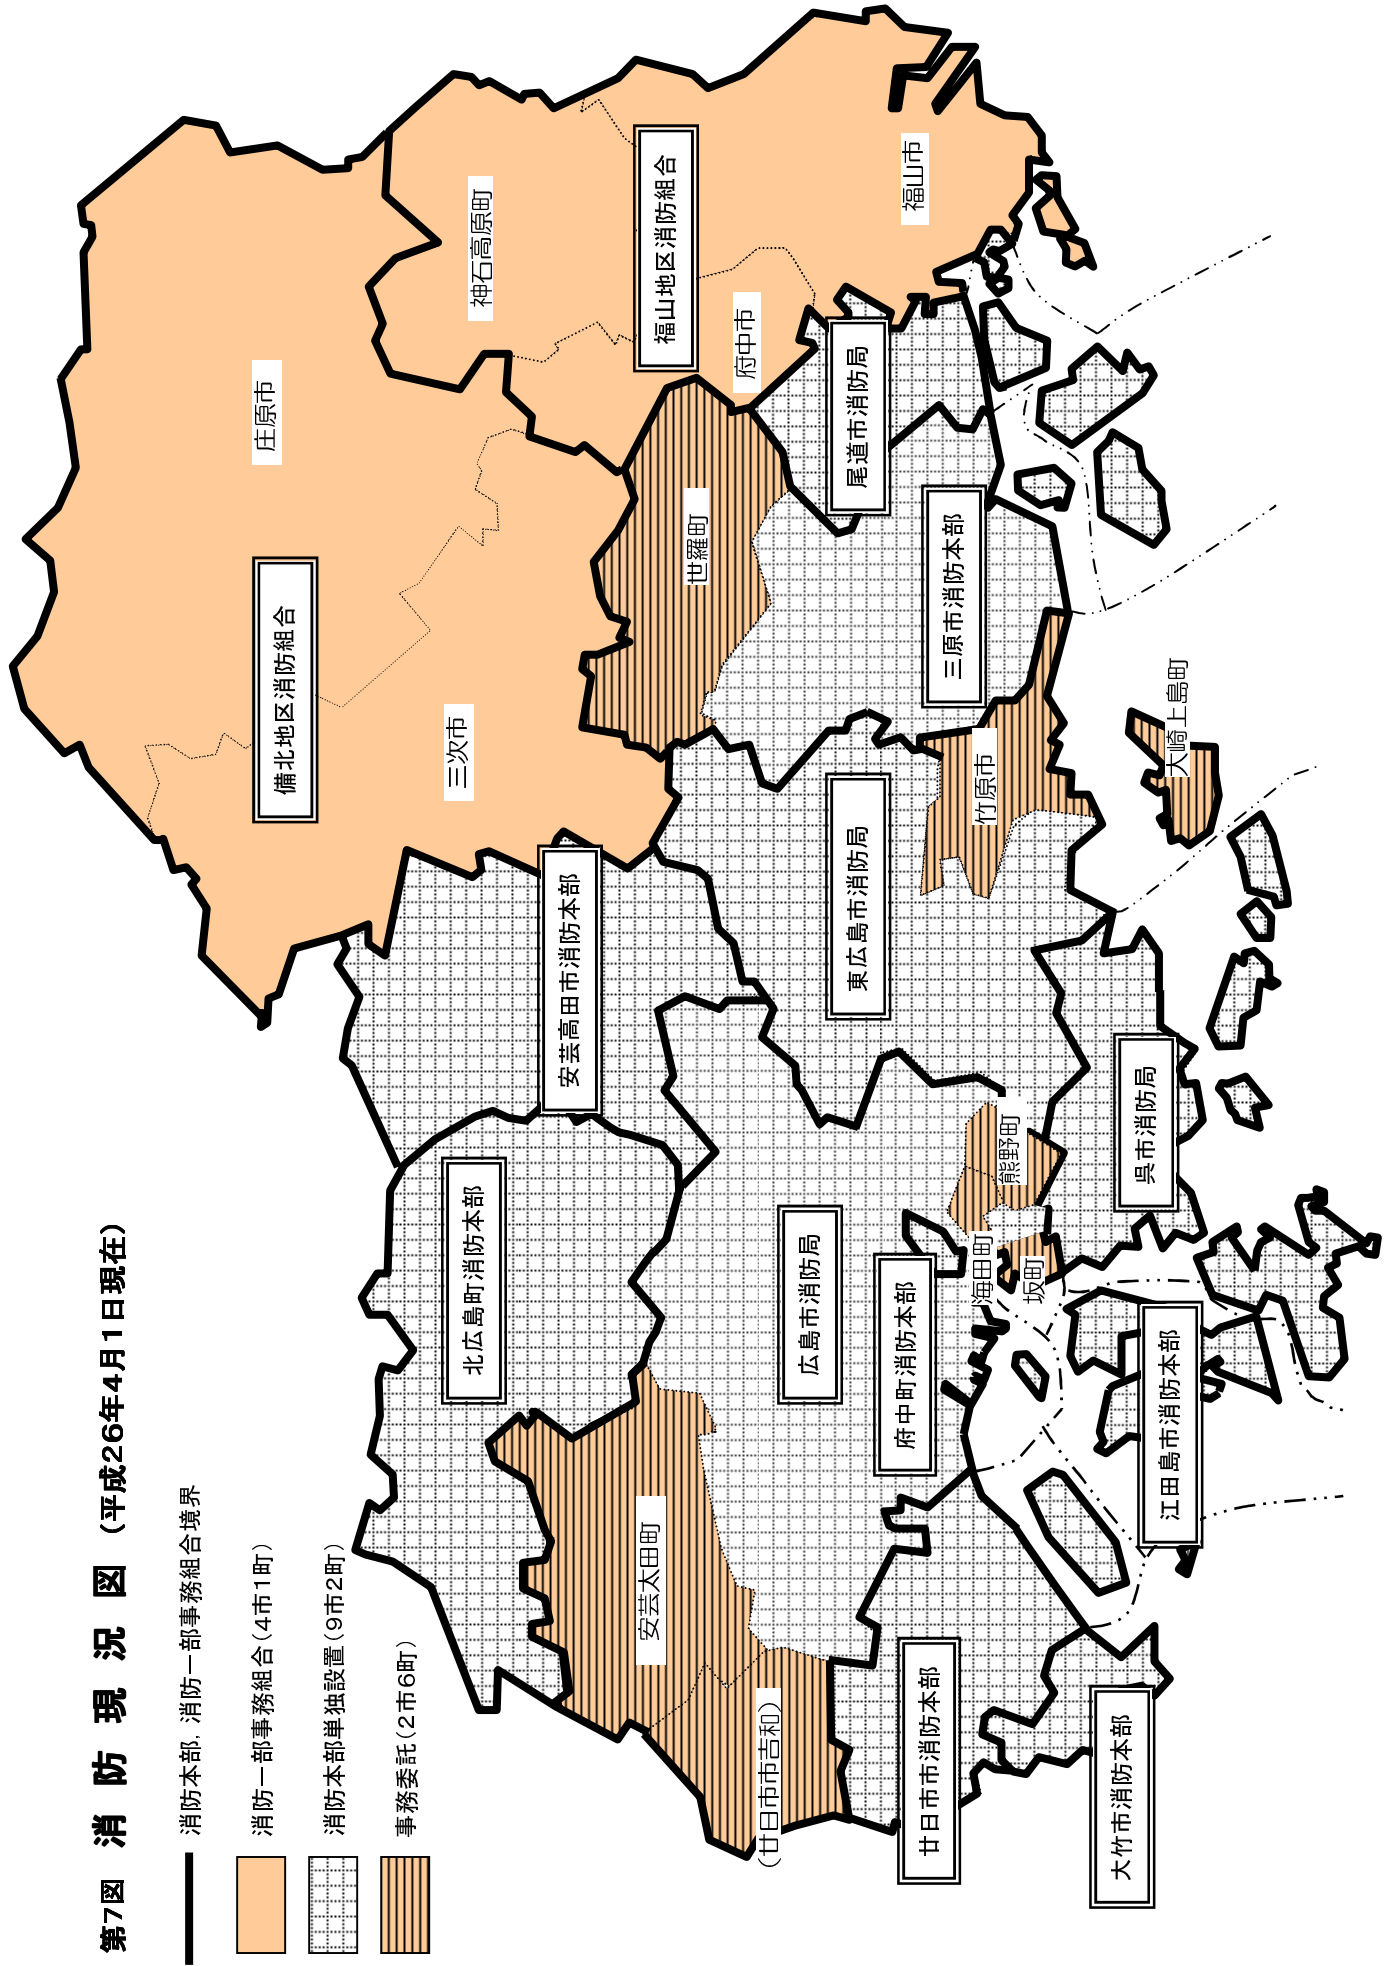 第7図 消防現況図 (平成26年4月1日現在)
消防本部, 消防一部事務組合境界
消防一部事務組合(4市1町)
消防本部単独設置(9市2町)
事務委託(2市6町)
庄原市
備北地区消防組合
三次市
神石高原町
福山地区消防組合
府中市
福山市
世羅町
尾道市消防局
三原市消防本部
竹原市
大崎上島町
東広島市消防局
安芸高田市消防本部
北広島町消防本部
広島市消防局
府中町消防本部
海田町
熊野町
坂町
呉市消防局
江田島市消防本部
安芸太田町
(廿日市市吉和)
廿日市市消防本部
大竹市消防本部